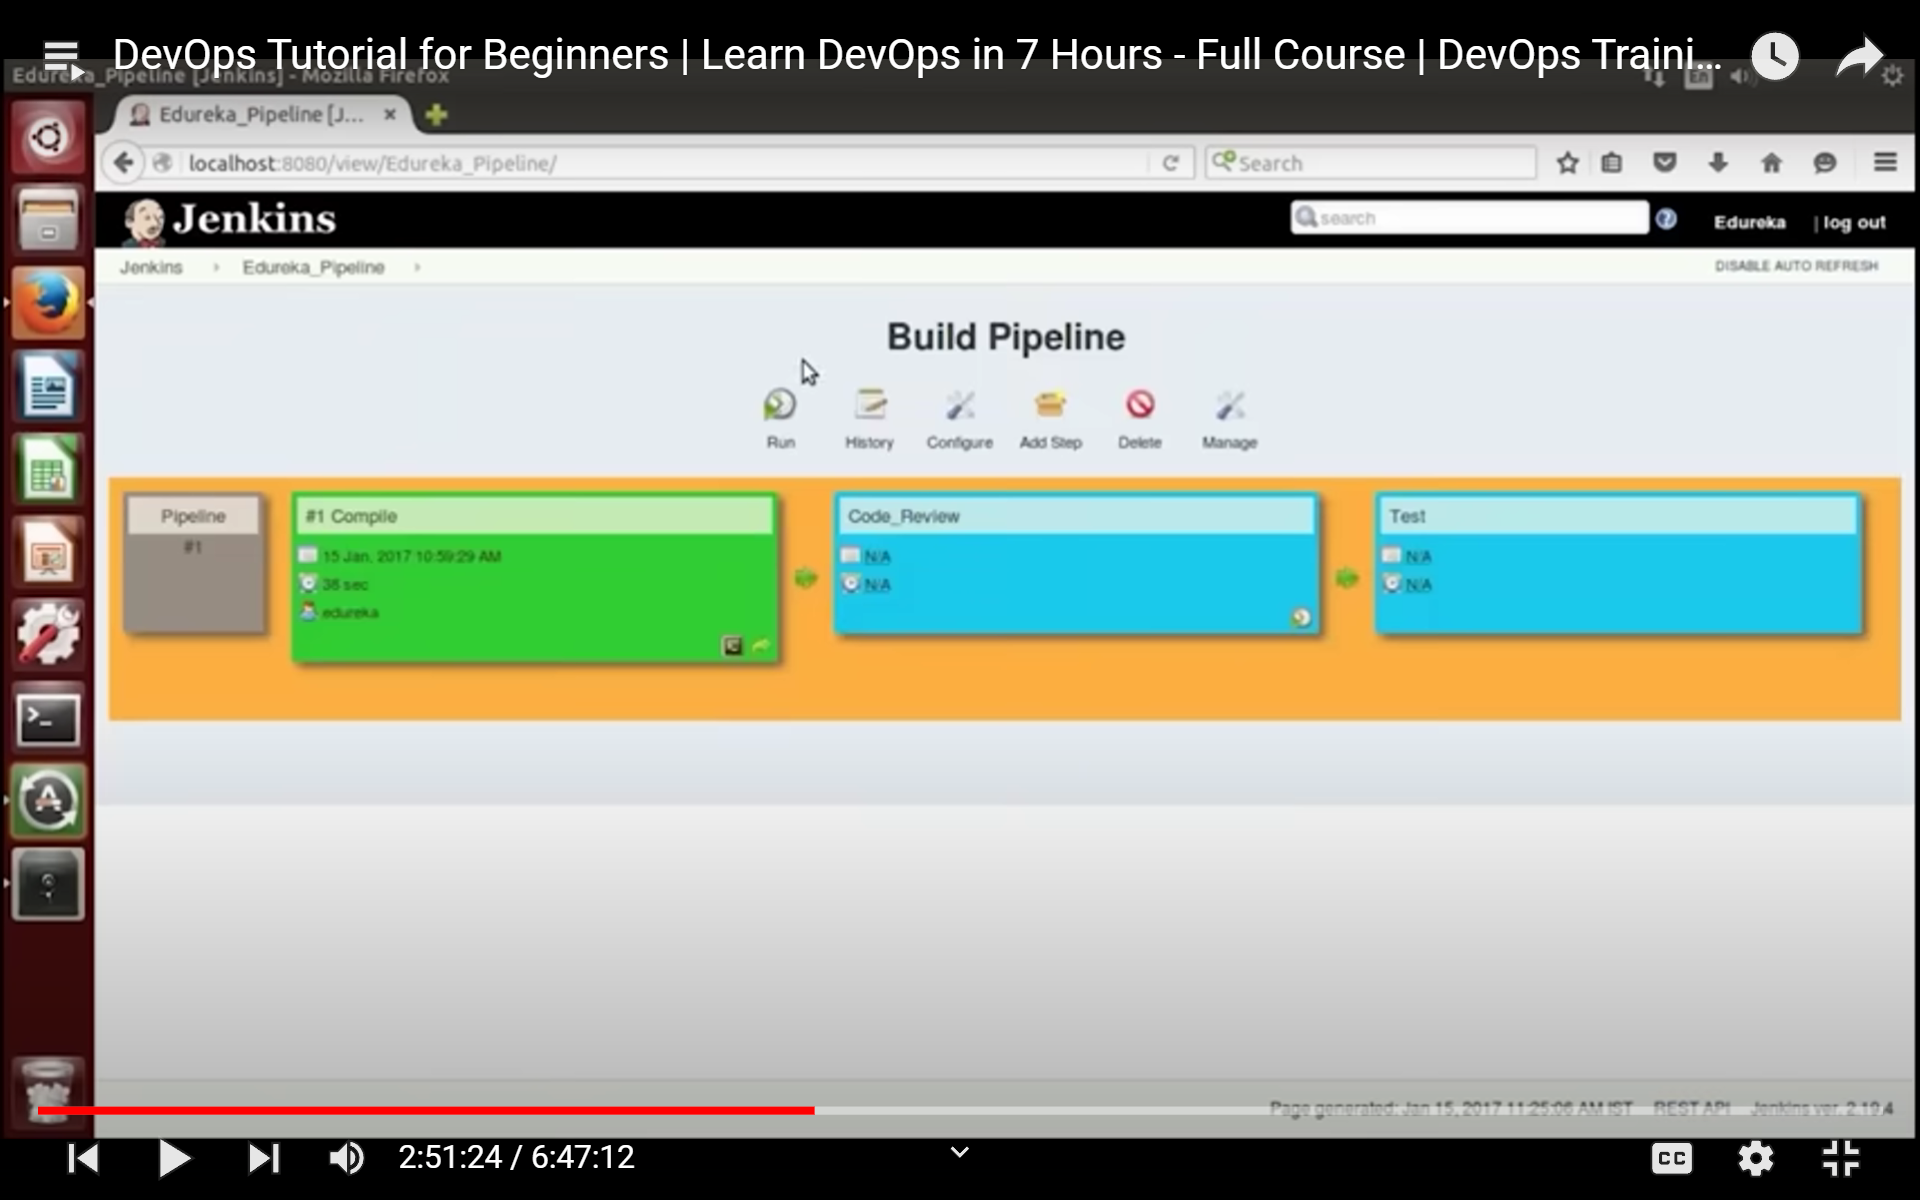 DevOps Tutorial for Beginners | Learn DevOps in 7 Hours - Full Course | DevOps Traini...
Edureka_Pipeline [Jenkins] - Mozilla Firefox
En
Edureka_Pipeline [J...
localhost:8080/view/Edureka_Pipeline/
Search
Jenkins
search
Edureka
| log out
Jenkins
Edureka_Pipeline
DISABLE AUTO REFRESH
Build Pipeline
Run
History
Configure
Add Step
Delete
Manage
Pipeline
#1
#1 Compile
15 Jan, 2017 10:59:29 AM
edureka
Code_Review
N/A
N/A
Test
N/A
N/A
Page generated: Jan 15, 2017 11:25:06 AM IST
REST API
Jenkins ver. 2.19.4
2:51:24 / 6:47:12
CC